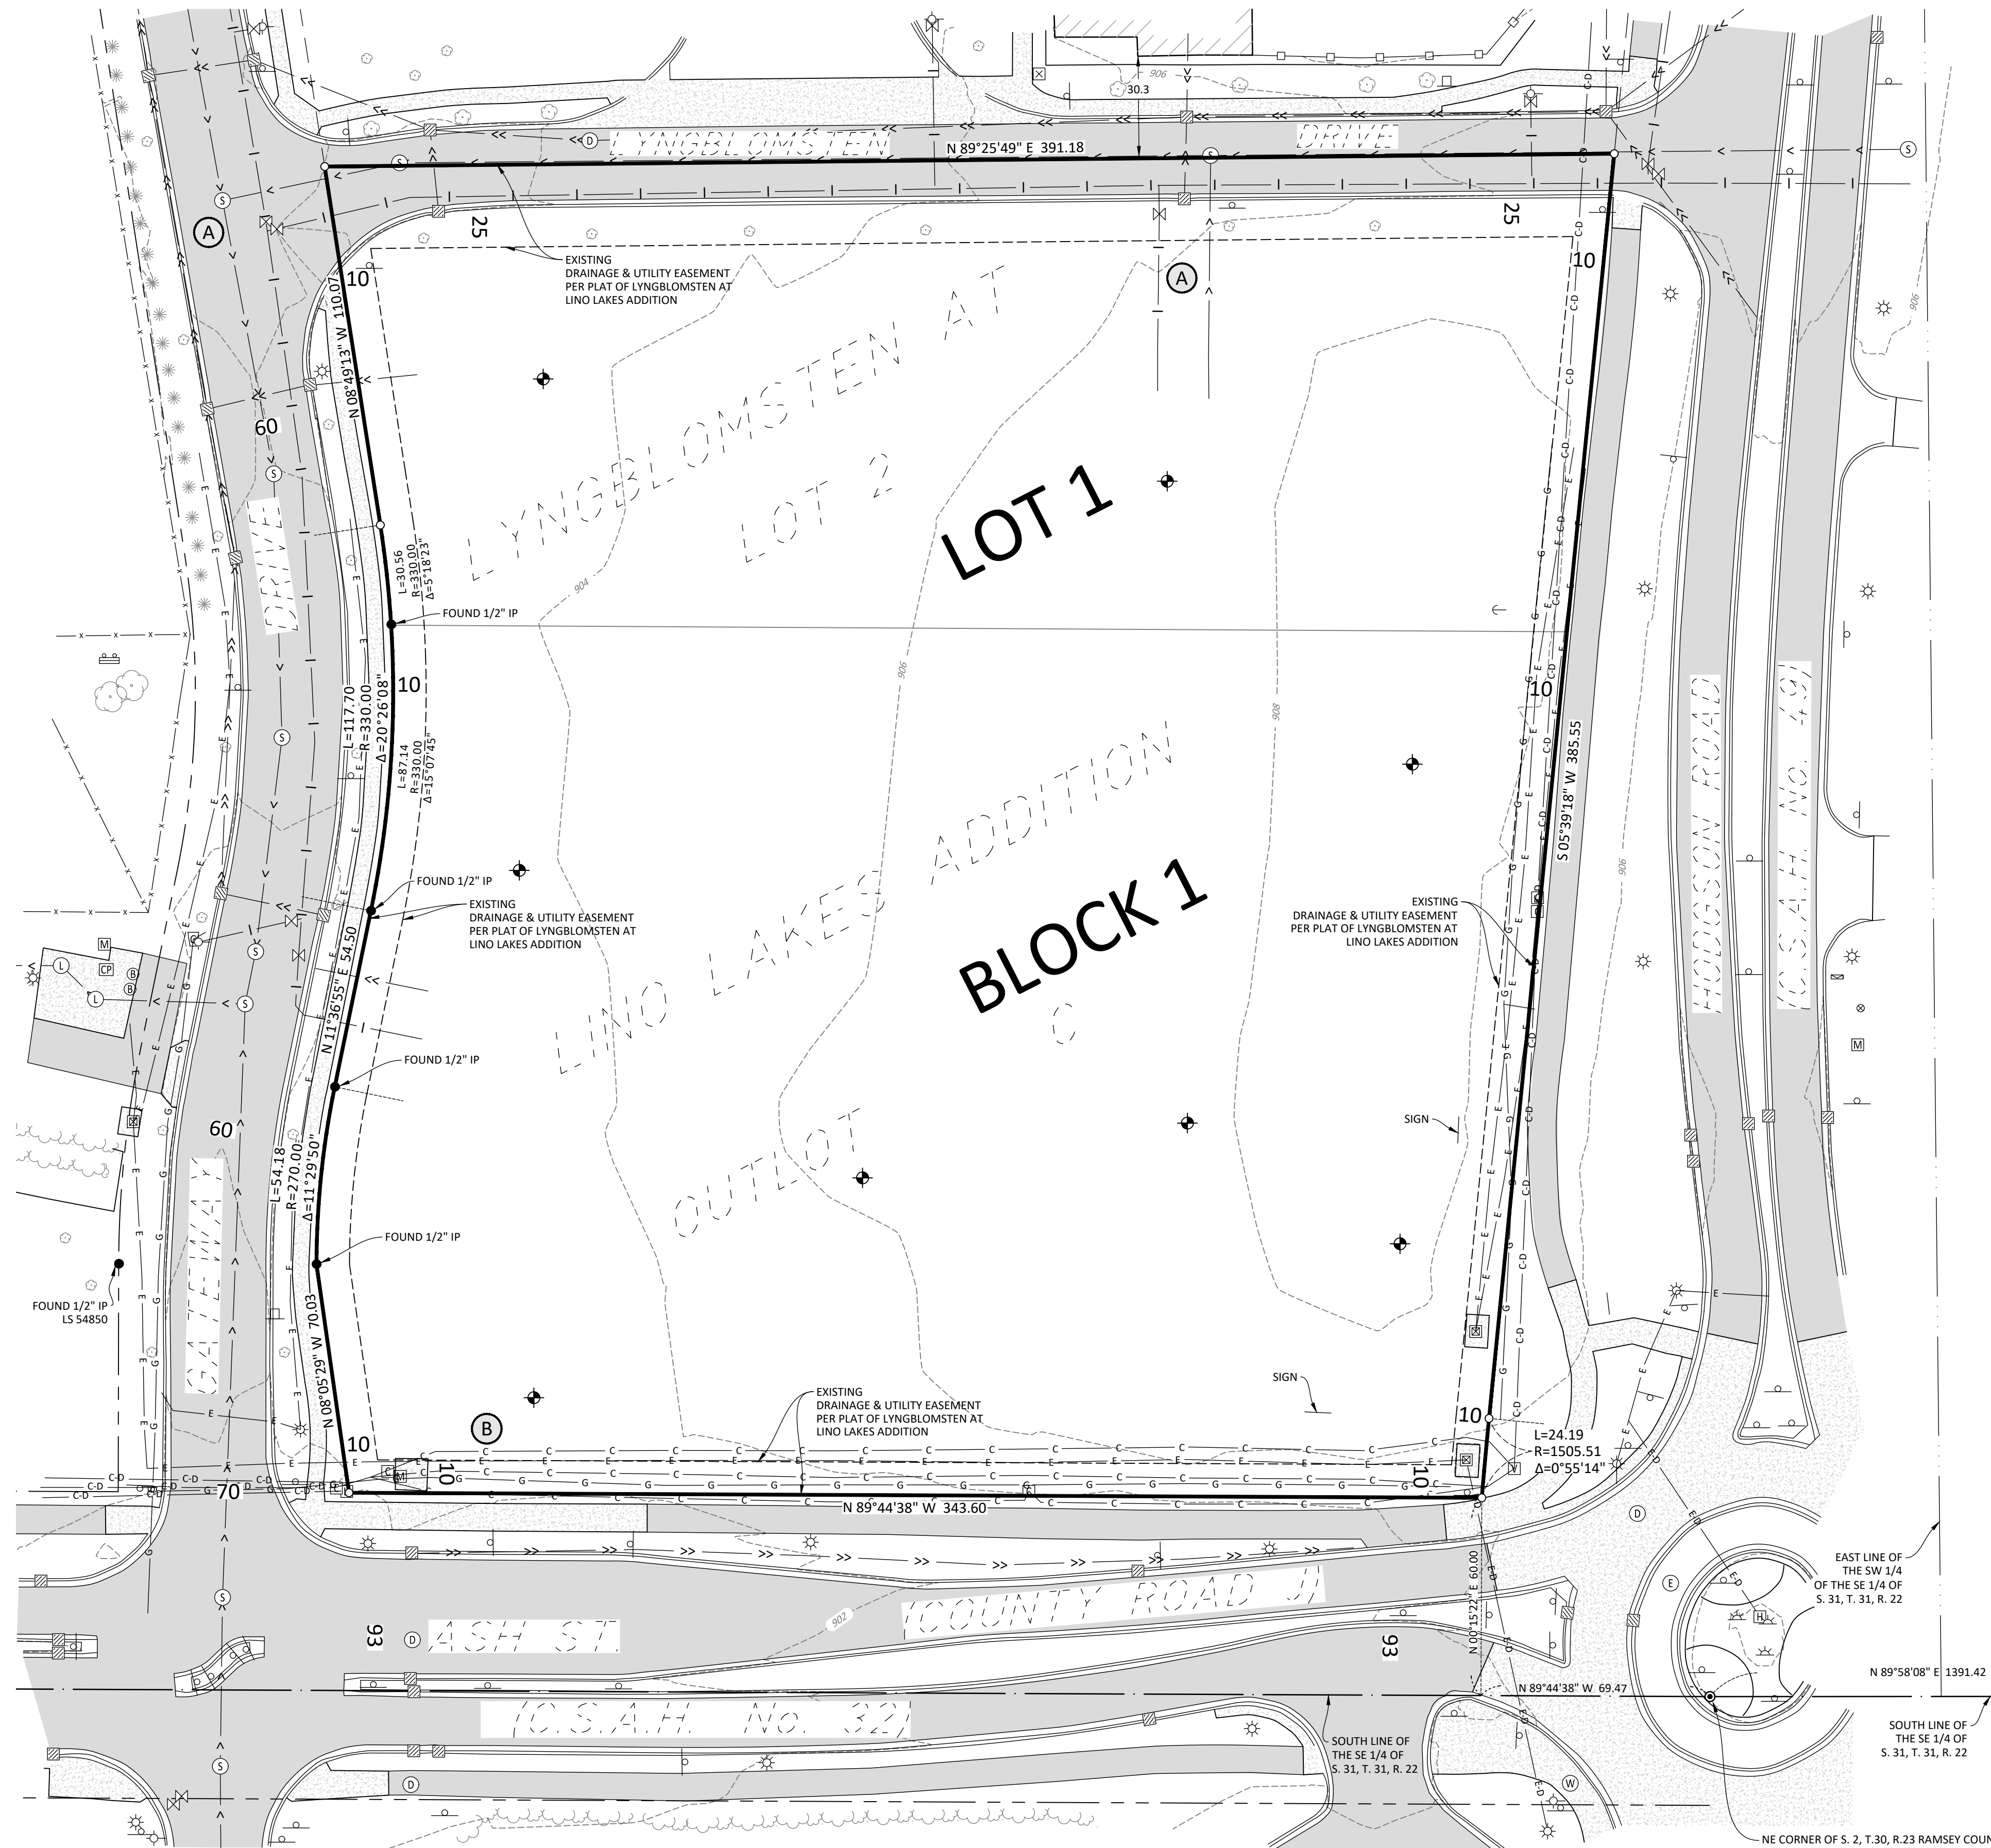 906
30.3
LYNGBLOMSTEN DRIVE
N 89°25'49" E 391.18
25
25
10
10
A
A
EXISTING
DRAINAGE & UTILITY EASEMENT
PER PLAT OF LYNGBLOMSTEN AT
LINO LAKES ADDITION
N 08°49'13" W 110.07
60
906
LYNGBLOMSTEN AT
LOT 2
LOT 1
DRIVE
904
L=30.56
R=330.00
Δ=5°18'23"
FOUND 1/2" IP
10
10
906
908
906
L=117.70
R=330.00
Δ=20°26'08"
L=87.14
R=330.00
Δ=15°07'45"
S 05°39'18" W 385.55
HODGSON ROAD
(C.S.A.H. NO. 49)
LINO LAKES ADDITION
BLOCK 1
FOUND 1/2" IP
EXISTING
DRAINAGE & UTILITY EASEMENT
PER PLAT OF LYNGBLOMSTEN AT
LINO LAKES ADDITION
EXISTING
DRAINAGE & UTILITY EASEMENT
PER PLAT OF LYNGBLOMSTEN AT
LINO LAKES ADDITION
N 11°36'55" E 54.50
FOUND 1/2" IP
OUTLOT C
SIGN
60
L=54.18
R=270.00
Δ=11°29'50"
GATEWAY
FOUND 1/2" IP
FOUND 1/2" IP
LS 54850
N 08°05'29" W 70.03
SIGN
EXISTING
DRAINAGE & UTILITY EASEMENT
PER PLAT OF LYNGBLOMSTEN AT
LINO LAKES ADDITION
B
10
10
10
10
L=24.19
R=1505.51
Δ=0°55'14"
70
N 89°44'38" W 343.60
N 00°15'22" E 60.00
EAST LINE OF
THE SW 1/4
OF THE SE 1/4 OF
S. 31, T. 31, R. 22
902
93
ASH ST.
(COUNTY ROAD J)
93
N 89°58'08" E 1391.42
N 89°44'38" W 69.47
(C.S.A.H. No. 32)
SOUTH LINE OF
THE SE 1/4 OF
S. 31, T. 31, R. 22
SOUTH LINE OF
THE SE 1/4 OF
S. 31, T. 31, R. 22
NE CORNER OF S. 2, T.30, R.23 RAMSEY COUN